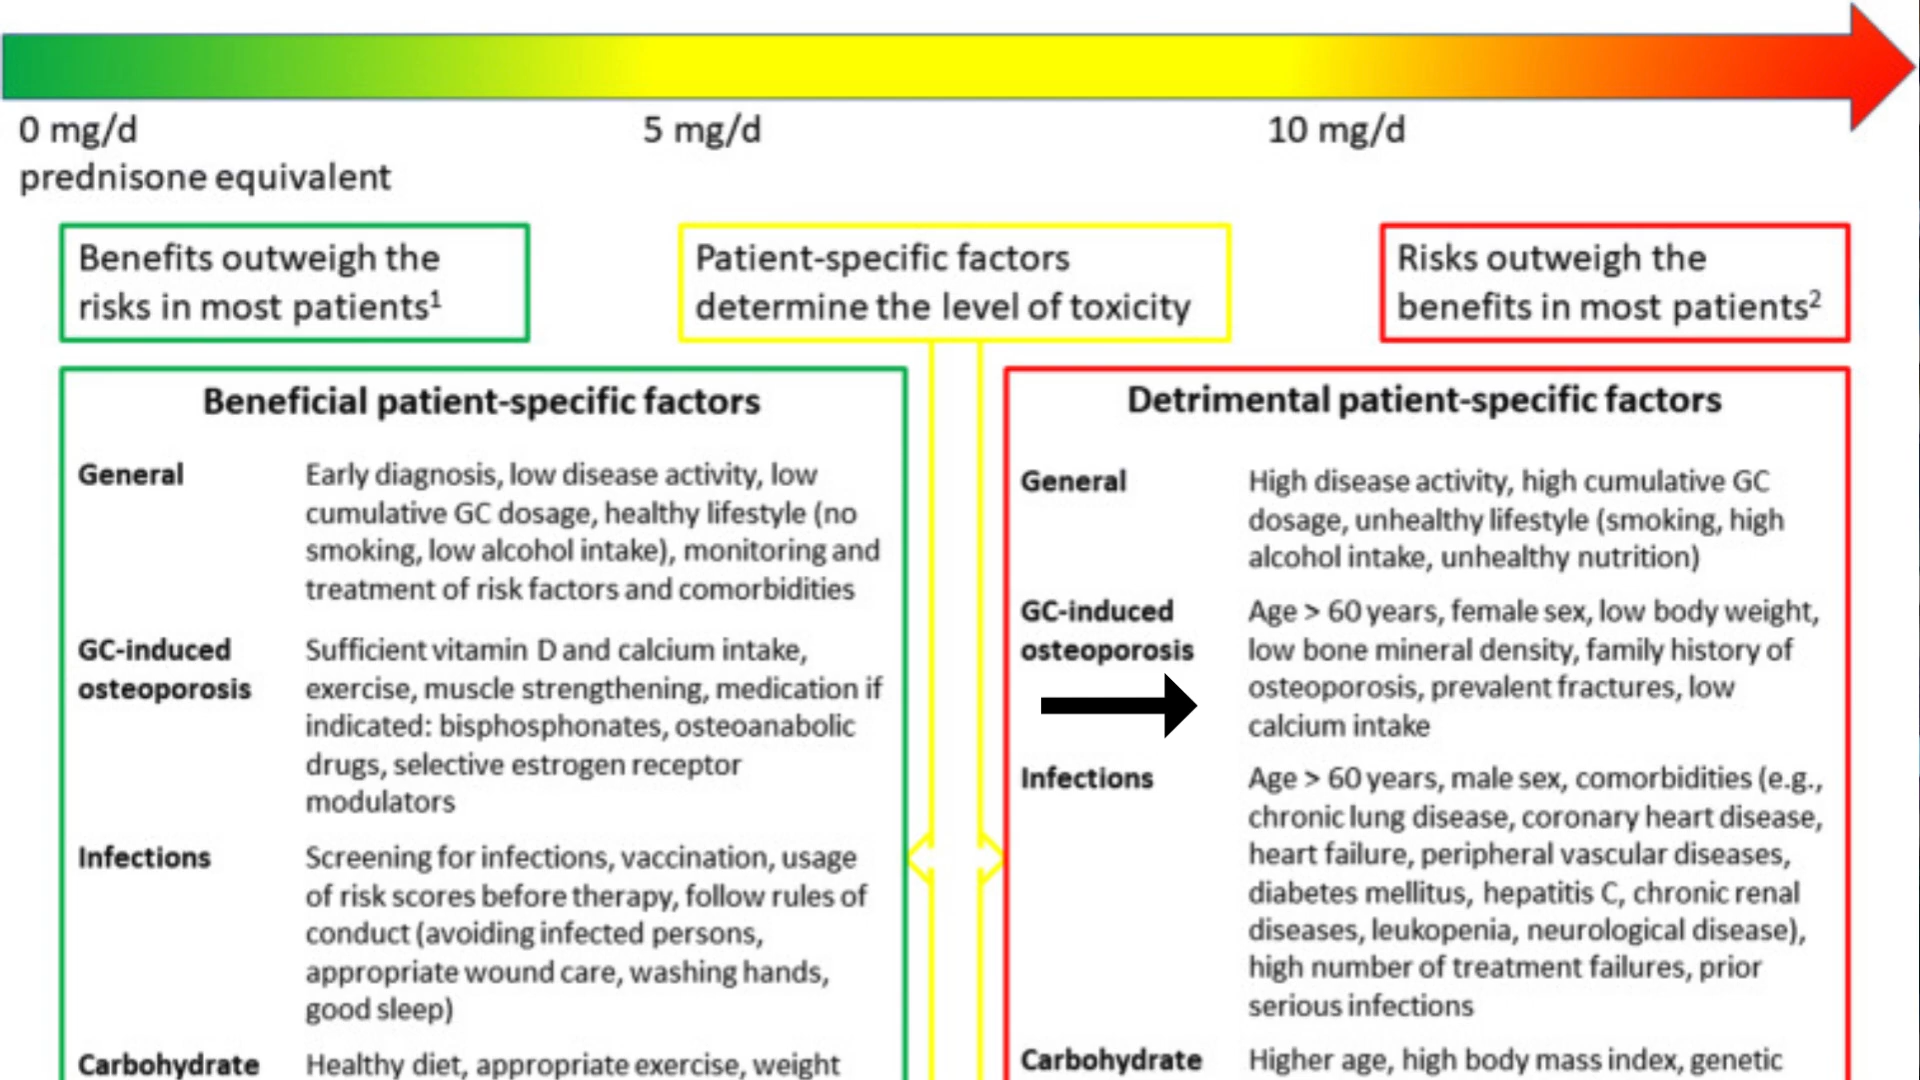 0 mg/d
prednisone equivalent
5 mg/d
10 mg/d
Benefits outweigh the
risks in most patients¹
Patient-specific factors
determine the level of toxicity
Risks outweigh the
benefits in most patients²
Beneficial patient-specific factors
General
Early diagnosis, low disease activity, low
cumulative GC dosage, healthy lifestyle (no
smoking, low alcohol intake), monitoring and
treatment of risk factors and comorbidities
GC-induced
osteoporosis
Sufficient vitamin D and calcium intake,
exercise, muscle strengthening, medication if
indicated: bisphosphonates, osteoanabolic
drugs, selective estrogen receptor
modulators
Infections
Screening for infections, vaccination, usage
of risk scores before therapy, follow rules of
conduct (avoiding infected persons,
appropriate wound care, washing hands,
good sleep)
Carbohydrate
Healthy diet, appropriate exercise, weight
Detrimental patient-specific factors
General
High disease activity, high cumulative GC
dosage, unhealthy lifestyle (smoking, high
alcohol intake, unhealthy nutrition)
GC-induced
osteoporosis
Age > 60 years, female sex, low body weight,
low bone mineral density, family history of
osteoporosis, prevalent fractures, low
calcium intake
Infections
Age > 60 years, male sex, comorbidities (e.g.,
chronic lung disease, coronary heart disease,
heart failure, peripheral vascular diseases,
diabetes mellitus, hepatitis C, chronic renal
diseases, leukopenia, neurological disease),
high number of treatment failures, prior
serious infections
Carbohydrate
Higher age, high body mass index, genetic